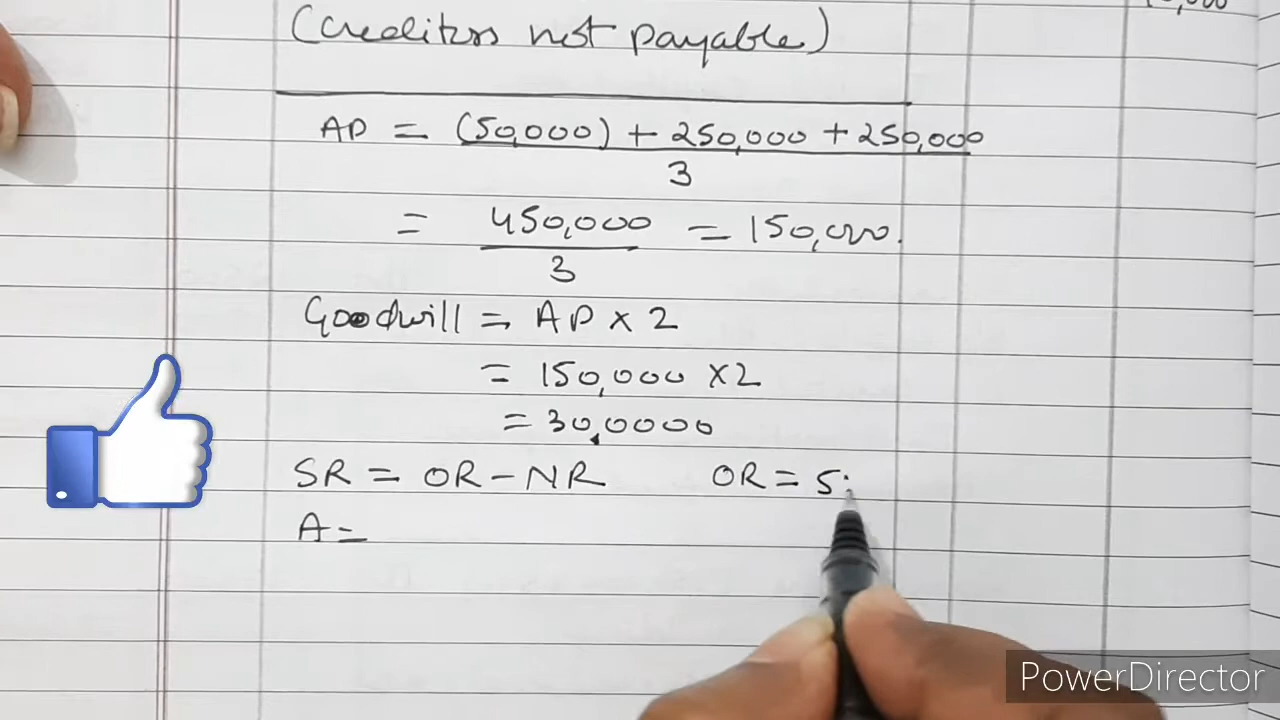 (Creditors not payable)
AP = (50,000) + 250,000 + 250,000
3
= 450,000 = 150,000.
3
Goodwill = AP × 2
= 150,000 × 2
= 30,0000
SR = OR - NR OR = 5:
A =
PowerDirector